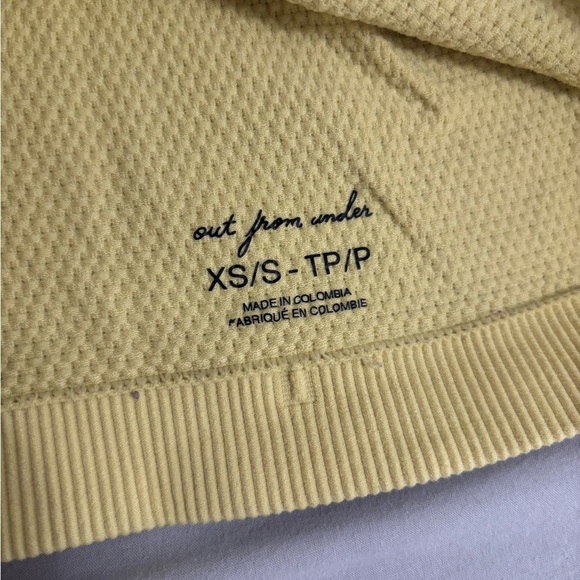 out from under
XS/S - TP/P
MADE IN COLOMBIA
FABRIQUÉ EN COLOMBIE